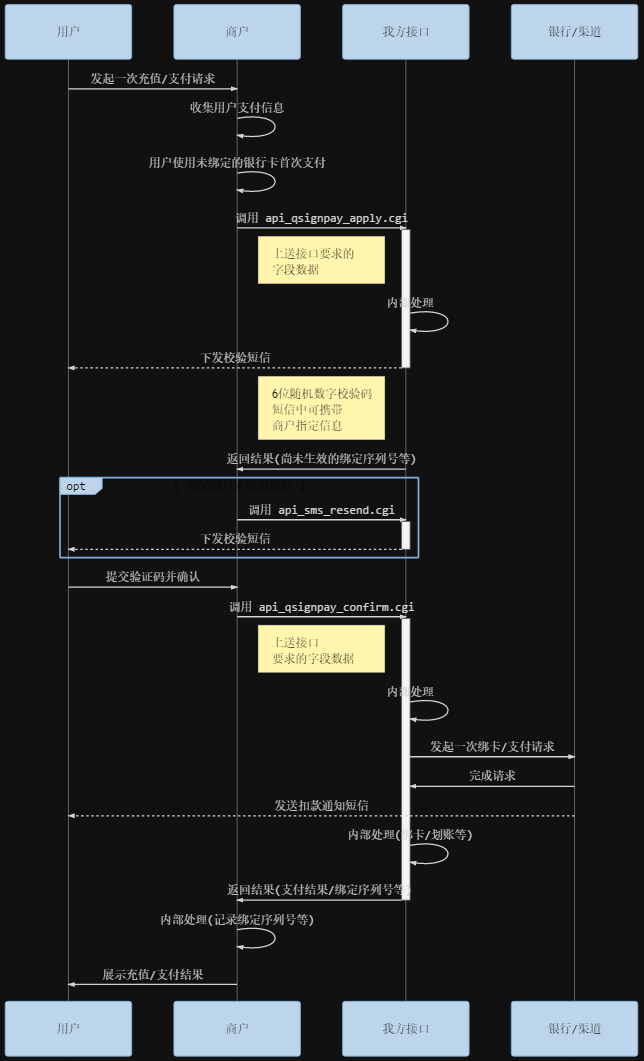 用户
商户
我方接口
银行/渠道
发起一次充值/支付请求
收集用户支付信息
用户使用未绑定的银行卡首次支付
调用 api_qsignpay_apply.cgi
上送接口要求的
字段数据
内部处理
下发校验短信
6位随机数字校验码
短信中可携带
商户指定信息
返回结果(尚未生效的绑定序列号等)
opt
调用 api_sms_resend.cgi
下发校验短信
提交验证码并确认
调用 api_qsignpay_confirm.cgi
上送接口
要求的字段数据
内部处理
发起一次绑卡/支付请求
完成请求
发送扣款通知短信
内部处理(绑卡/划账等)
返回结果(支付结果/绑定序列号等)
内部处理(记录绑定序列号等)
展示充值/支付结果
用户
商户
我方接口
银行/渠道